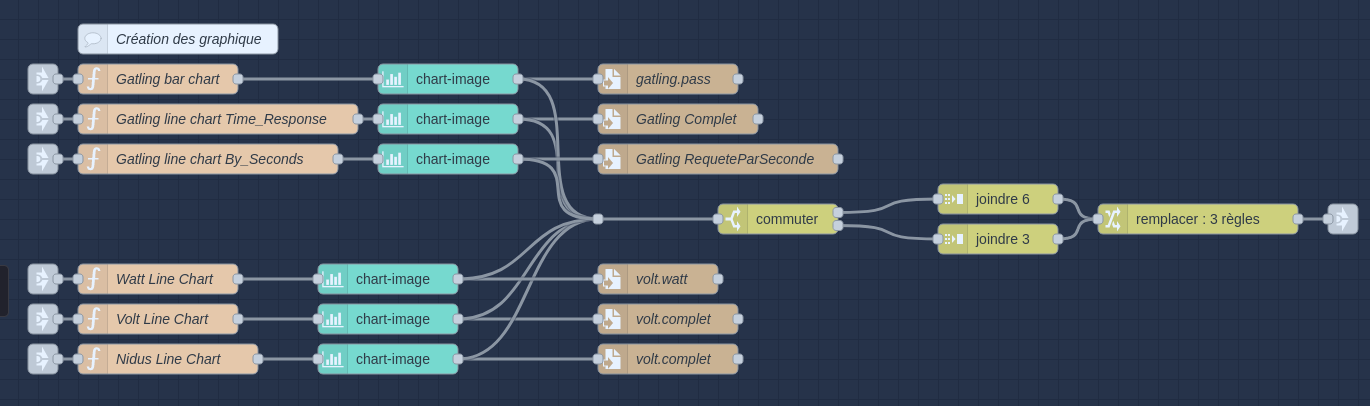 Création des graphique
Gatling bar chart chart-image gatling.pass
Gatling line chart Time_Response chart-image Gatling Complet
Gatling line chart By_Seconds chart-image Gatling RequeteParSeconde
joindre 6
commuter remplacer : 3 règles
joindre 3
Watt Line Chart chart-image volt.watt
Volt Line Chart chart-image volt.complet
Nidus Line Chart chart-image volt.complet